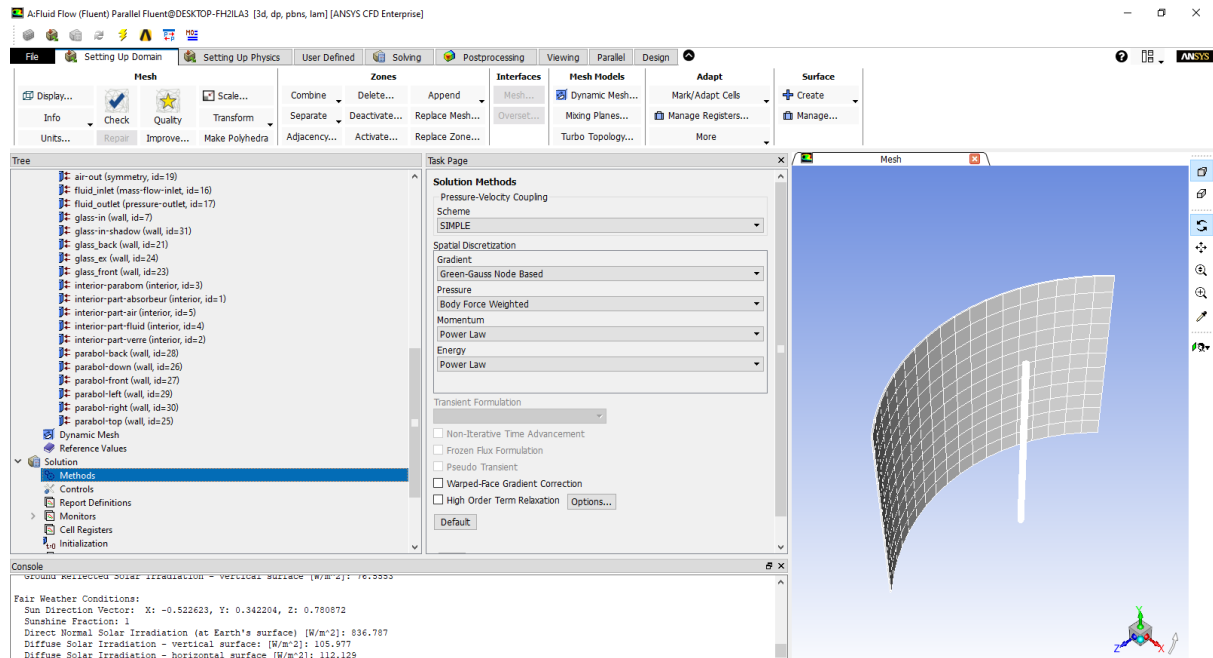 A:Fluid Flow (Fluent) Parallel Fluent@DESKTOP-FH2ILA3 [3d, dp, pbns, lam] [ANSYS CFD Enterprise]
File Setting Up Domain Setting Up Physics User Defined Solving Postprocessing Viewing Parallel Design ANSYS
Mesh Zones Interfaces Mesh Models Adapt Surface
Display... Scale... Combine Delete... Append Mesh... Dynamic Mesh... Mark/Adapt Cells Create
Info Check Quality Transform Separate Deactivate... Replace Mesh... Overset... Mixing Planes... Manage Registers... Manage...
Units... Repair Improve... Make Polyhedra Adjacency... Activate... Replace Zone... Turbo Topology... More
Tree
air-out (symmetry, id=19)
fluid_inlet (mass-flow-inlet, id=16)
fluid_outlet (pressure-outlet, id=17)
glass-in (wall, id=7)
glass-in-shadow (wall, id=31)
glass_back (wall, id=21)
glass_ex (wall, id=24)
glass_front (wall, id=23)
interior-parabom (interior, id=3)
interior-part-absorbeur (interior, id=1)
interior-part-air (interior, id=5)
interior-part-fluid (interior, id=4)
interior-part-verre (interior, id=2)
parabol-back (wall, id=28)
parabol-down (wall, id=26)
parabol-front (wall, id=27)
parabol-left (wall, id=29)
parabol-right (wall, id=30)
parabol-top (wall, id=25)
Dynamic Mesh
Reference Values
Solution
Methods
Controls
Report Definitions
Monitors
Cell Registers
Initialization
Task Page
Solution Methods
Pressure-Velocity Coupling
Scheme
SIMPLE
Spatial Discretization
Gradient
Green-Gauss Node Based
Pressure
Body Force Weighted
Momentum
Power Law
Energy
Power Law
Transient Formulation
Non-Iterative Time Advancement
Frozen Flux Formulation
Pseudo Transient
Warped-Face Gradient Correction
High Order Term Relaxation Options...
Default
Mesh
Y
Z X
Console
Ground Reflected Solar Irradiation - vertical surface [W/m^2]: 76.5553
Fair Weather Conditions:
Sun Direction Vector: X: -0.522623, Y: 0.342204, Z: 0.780872
Sunshine Fraction: 1
Direct Normal Solar Irradiation (at Earth's surface) [W/m^2]: 836.787
Diffuse Solar Irradiation - vertical surface: [W/m^2]: 105.977
Diffuse Solar Irradiation - horizontal surface [W/m^2]: 112.129